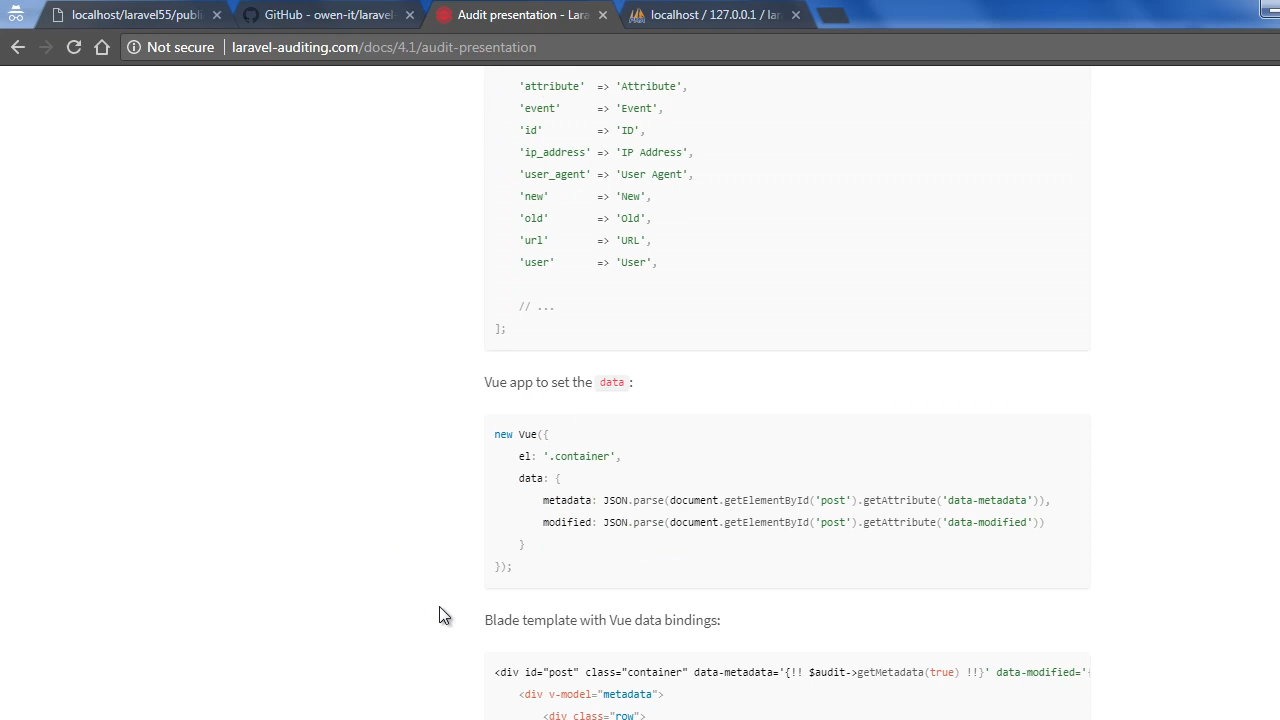 localhost/laravel55/publ
GitHub - owen-it/laravel-
Audit presentation - Lara
localhost / 127.0.0.1 / lar
Not secure
laravel-auditing.com/docs/4.1/audit-presentation
'attribute' => 'Attribute',
'event' => 'Event',
'id' => 'ID',
'ip_address' => 'IP Address',
'user_agent' => 'User Agent',
'new' => 'New',
'old' => 'Old',
'url' => 'URL',
'user' => 'User',
// ...
];
Vue app to set the data:
new Vue({
el: '.container',
data: {
metadata: JSON.parse(document.getElementById('post').getAttribute('data-metadata')),
modified: JSON.parse(document.getElementById('post').getAttribute('data-modified'))
}
});
Blade template with Vue data bindings:
<div id="post" class="container" data-metadata='{!! $audit->getMetadata(true) !!}' data-modified='{
<div v-model="metadata">
<div class="row">